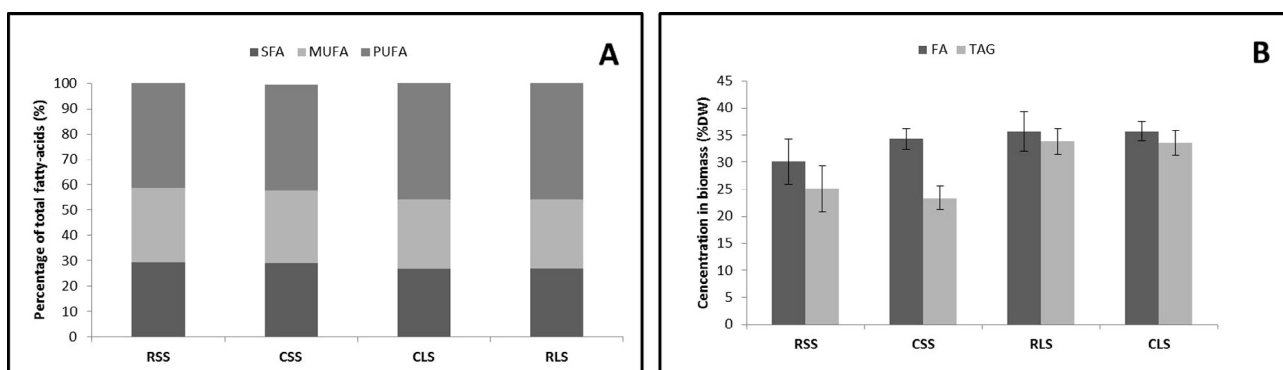 SFA MUFA PUFA
A
Percentage of total fatty-acids (%)
100
90
80
70
60
50
40
30
20
10
0
RSS CSS CLS RLS
FA TAG
B
Cencentration in biomass (%DW)
45
40
35
30
25
20
15
10
5
0
RSS CSS RLS CLS